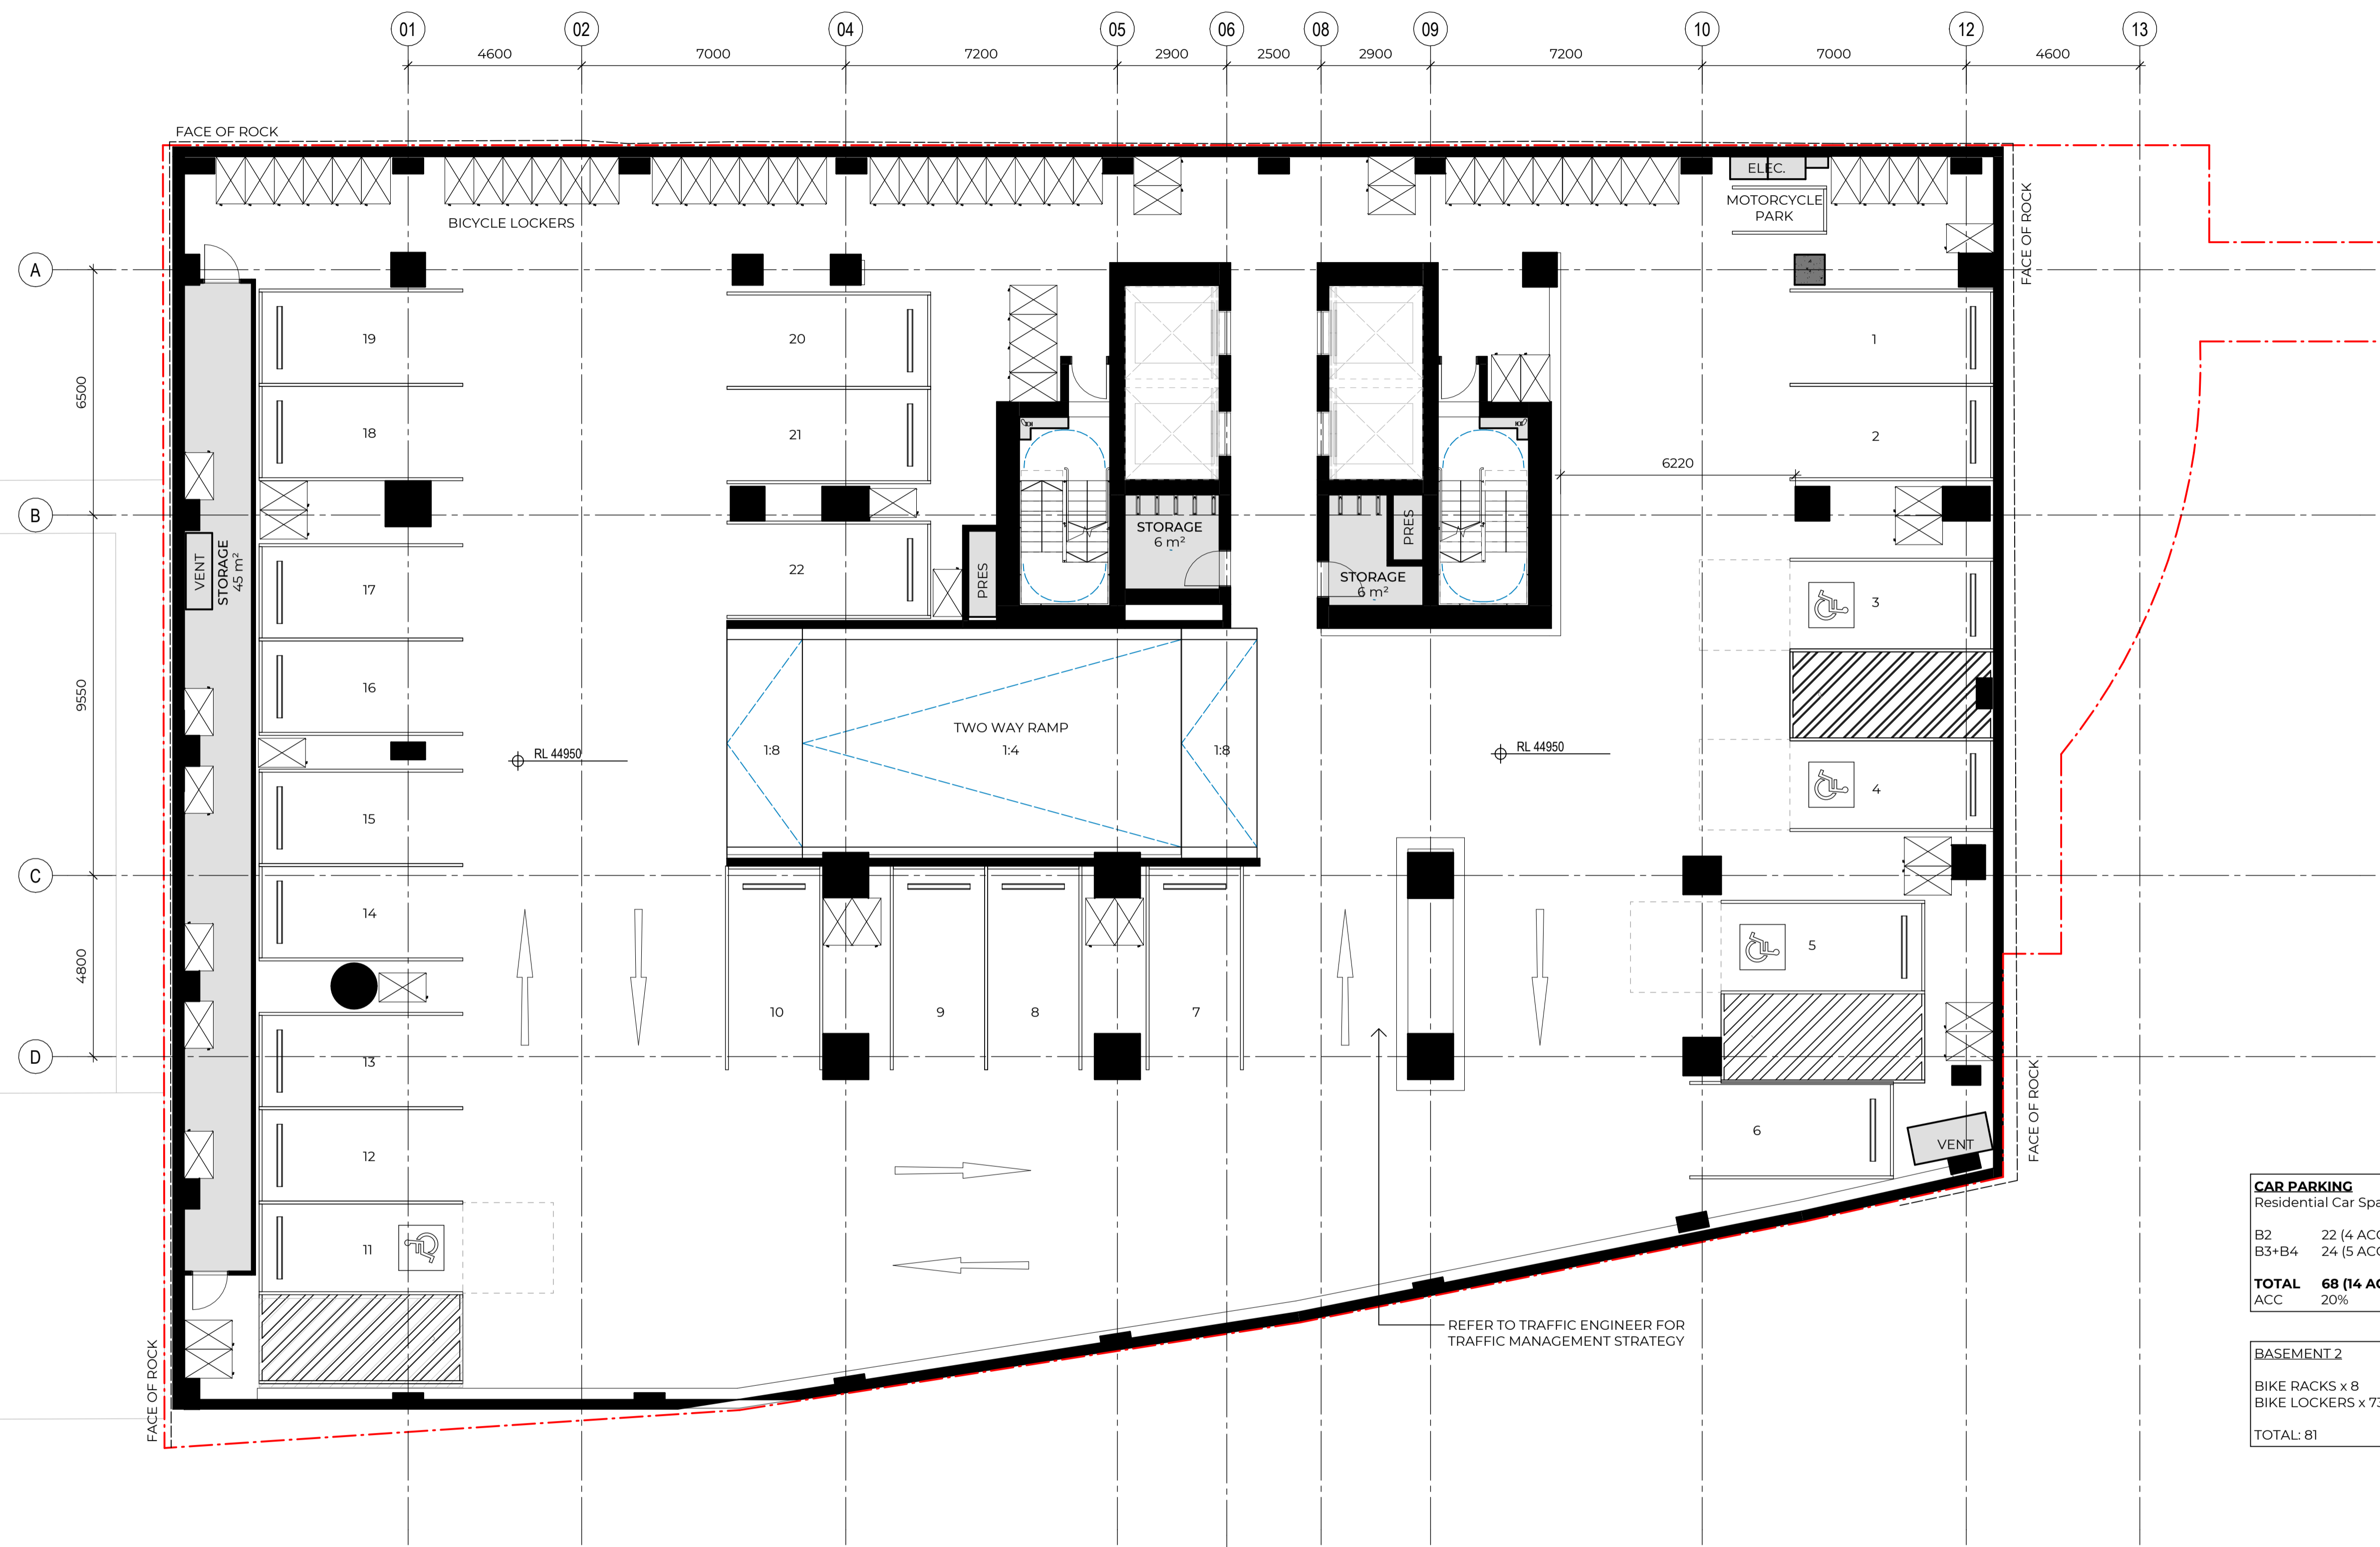 01 02 04 05 06 08 09 10 12 13
4600 7000 7200 2900 2500 2900 7200 7000 4600
FACE OF ROCK
ELEC.
MOTORCYCLE
PARK
BICYCLE LOCKERS
FACE OF ROCK
A
19 20 1
6500
18 21 2
6220
B
STORAGE
6 m²
PRES
VENT
STORAGE
45 m²
17 22
PRES
STORAGE
6 m²
3
16
9550
TWO WAY RAMP
1:8 1:4 1:8
RL 44950
RL 44950
4
15
C
14
5
4800
10 9 8 7
D
13
FACE OF ROCK
6
VENT
12
11
REFER TO TRAFFIC ENGINEER FOR
TRAFFIC MANAGEMENT STRATEGY
FACE OF ROCK
CAR PARKING
Residential Car Spa
B2 22 (4 ACC
B3+B4 24 (5 ACC
TOTAL 68 (14 AC
ACC 20%
BASEMENT 2
BIKE RACKS x 8
BIKE LOCKERS x 73
TOTAL: 81